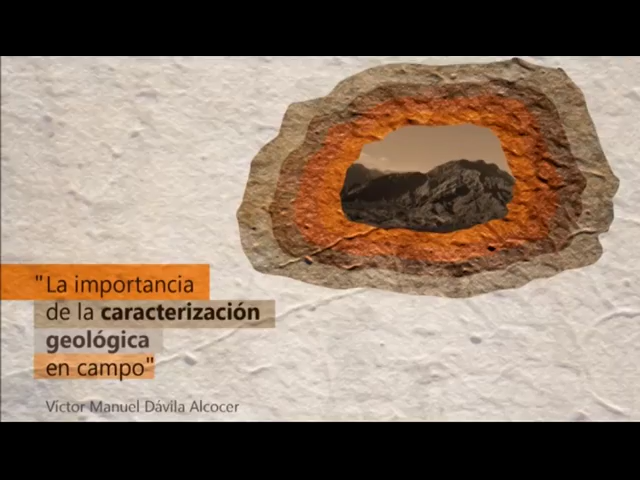 "La importancia
de la caracterización
geológica
en campo"
Víctor Manuel Dávila Alcocer